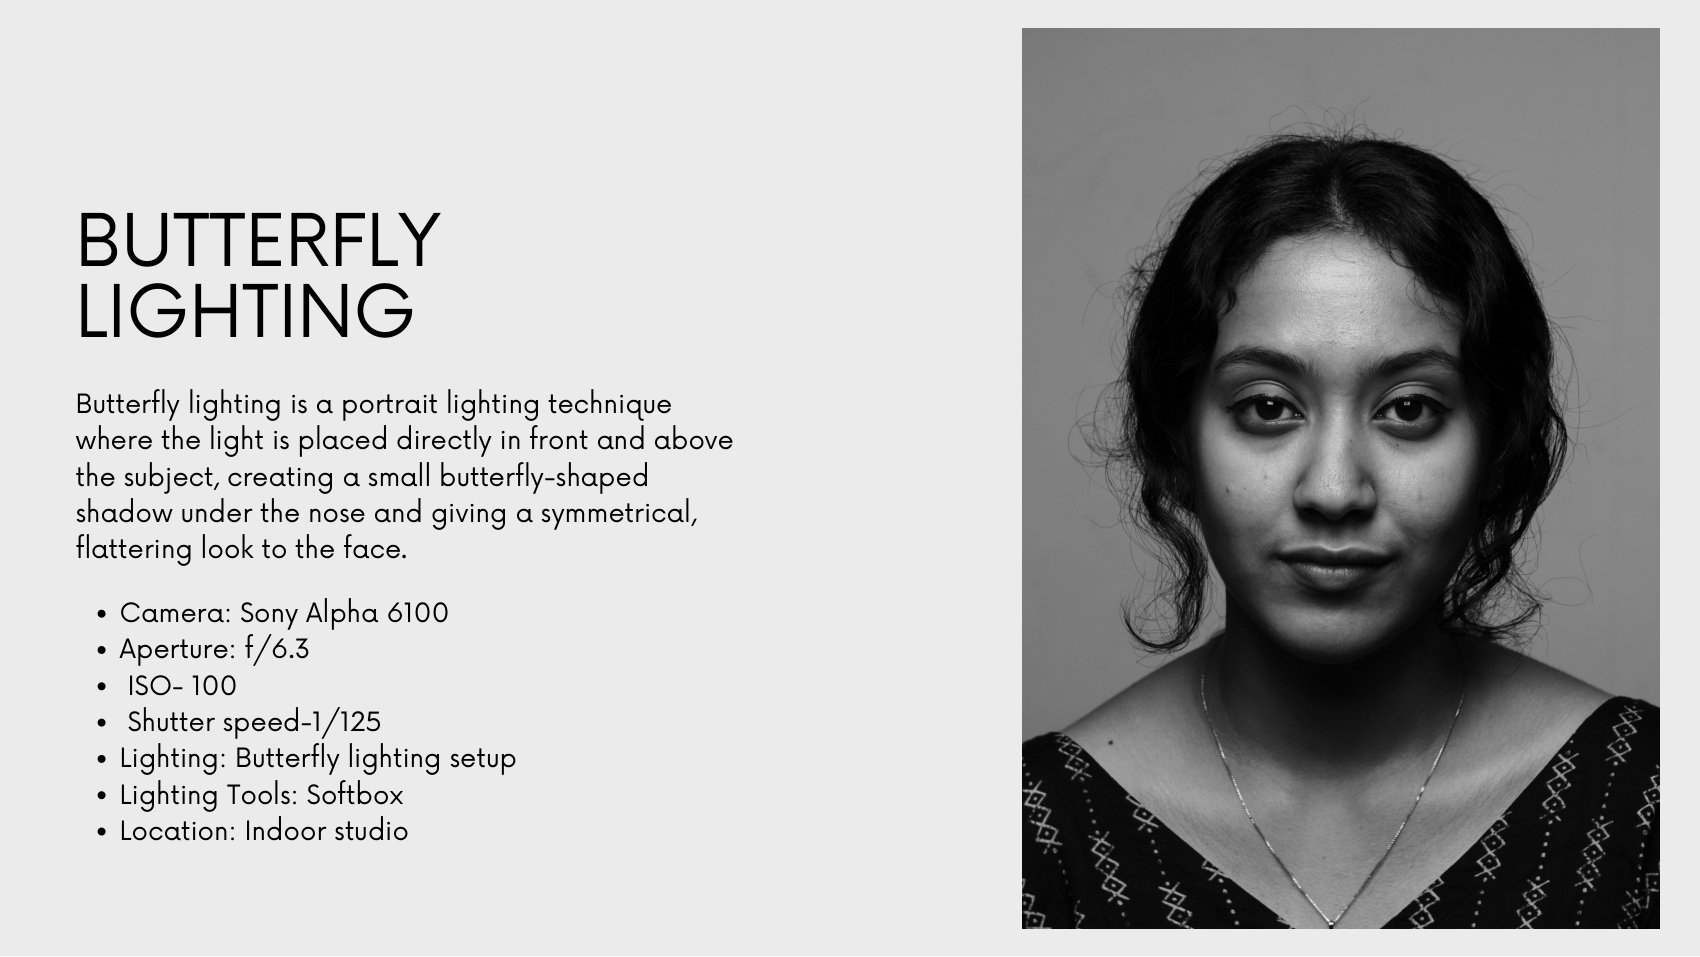 BUTTERFLY
LIGHTING
Butterfly lighting is a portrait lighting technique
where the light is placed directly in front and above
the subject, creating a small butterfly-shaped
shadow under the nose and giving a symmetrical,
flattering look to the face.
• Camera: Sony Alpha 6100
• Aperture: f/6.3
• ISO- 100
• Shutter speed-1/125
• Lighting: Butterfly lighting setup
• Lighting Tools: Softbox
• Location: Indoor studio